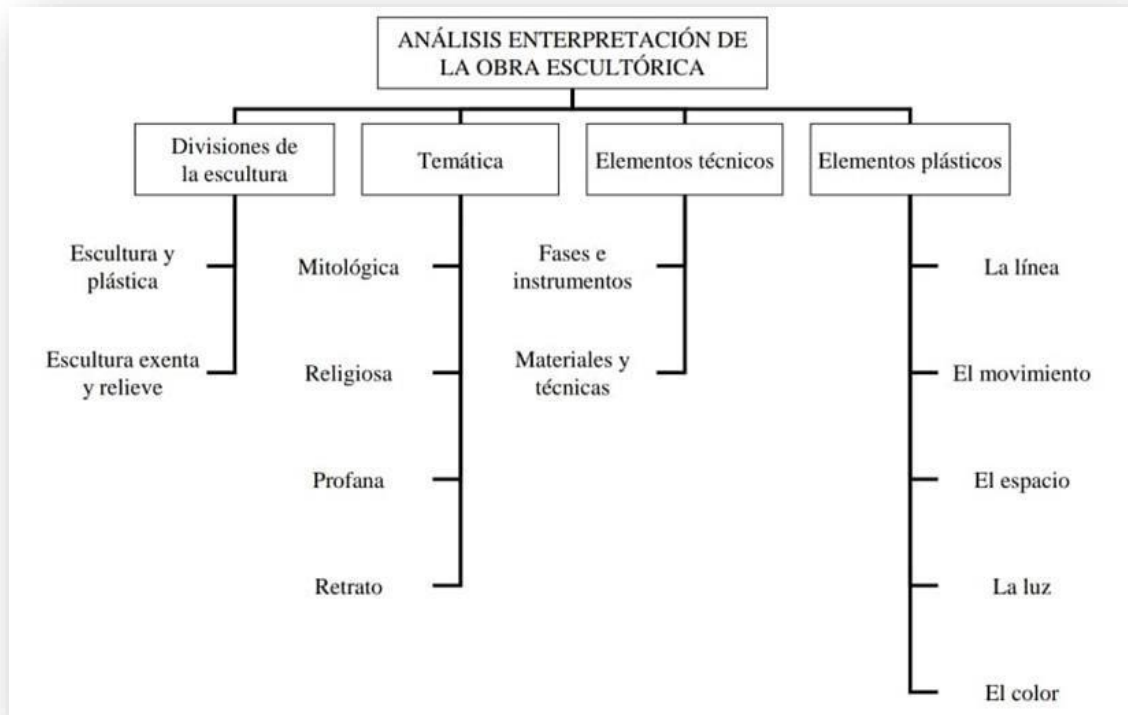 ANÁLISIS ENTERPRETACIÓN DE
LA OBRA ESCULTÓRICA
Divisiones de
la escultura
Temática
Elementos técnicos
Elementos plásticos
Escultura y
plástica
Escultura exenta
y relieve
Mitológica
Religiosa
Profana
Retrato
Fases e
instrumentos
Materiales y
técnicas
La línea
El movimiento
El espacio
La luz
El color